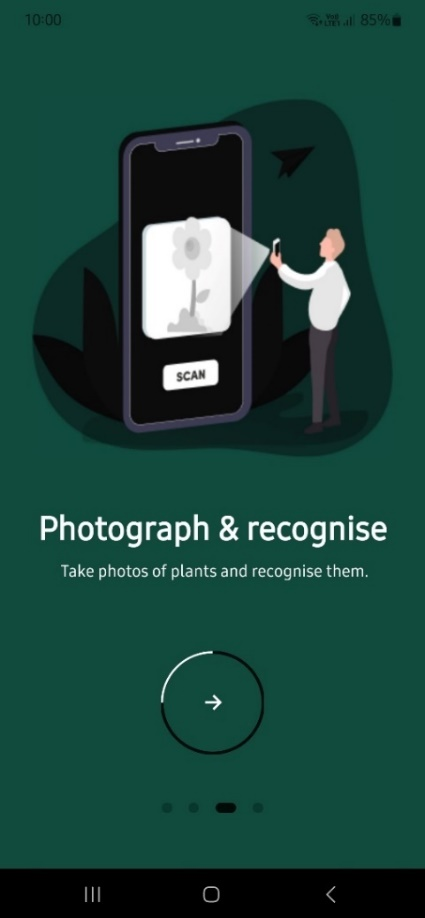 10:00
85%
SCAN
Photograph & recognise
Take photos of plants and recognise them.